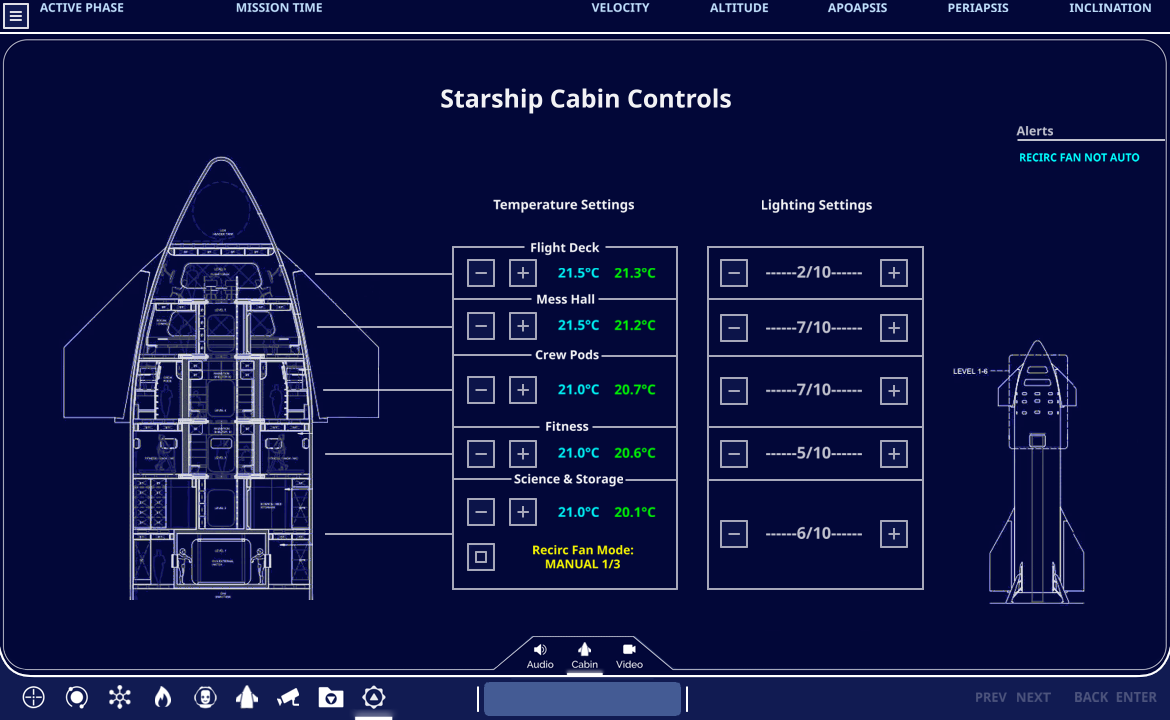 ACTIVE PHASE
MISSION TIME
VELOCITY
ALTITUDE
APOAPSIS
PERIAPSIS
INCLINATION
Starship Cabin Controls
Alerts
RECIRC FAN NOT AUTO
Temperature Settings
Lighting Settings
Flight Deck
21.5°C 21.3°C
------2/10------
Mess Hall
21.5°C 21.2°C
------7/10------
Crew Pods
21.0°C 20.7°C
------7/10------
Fitness
21.0°C 20.6°C
------5/10------
Science & Storage
21.0°C 20.1°C
------6/10------
Recirc Fan Mode:
MANUAL 1/3
LEVEL 1-6
Audio
Cabin
Video
PREV NEXT BACK ENTER